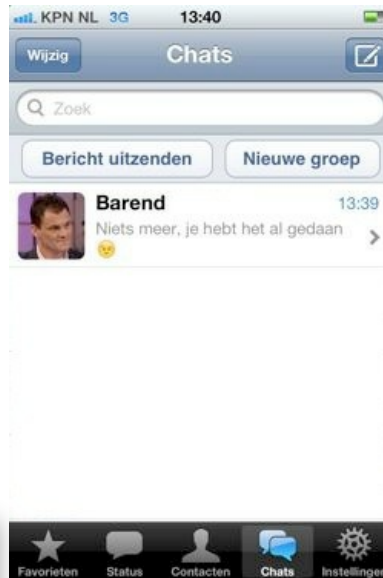 KPN NL 3G 13:40
Wijzig Chats
Zoek
Bericht uitzenden Nieuwe groep
Barend 13:39
Niets meer, je hebt het al gedaan
😉
Favorieten Status Contacten Chats Instellingen